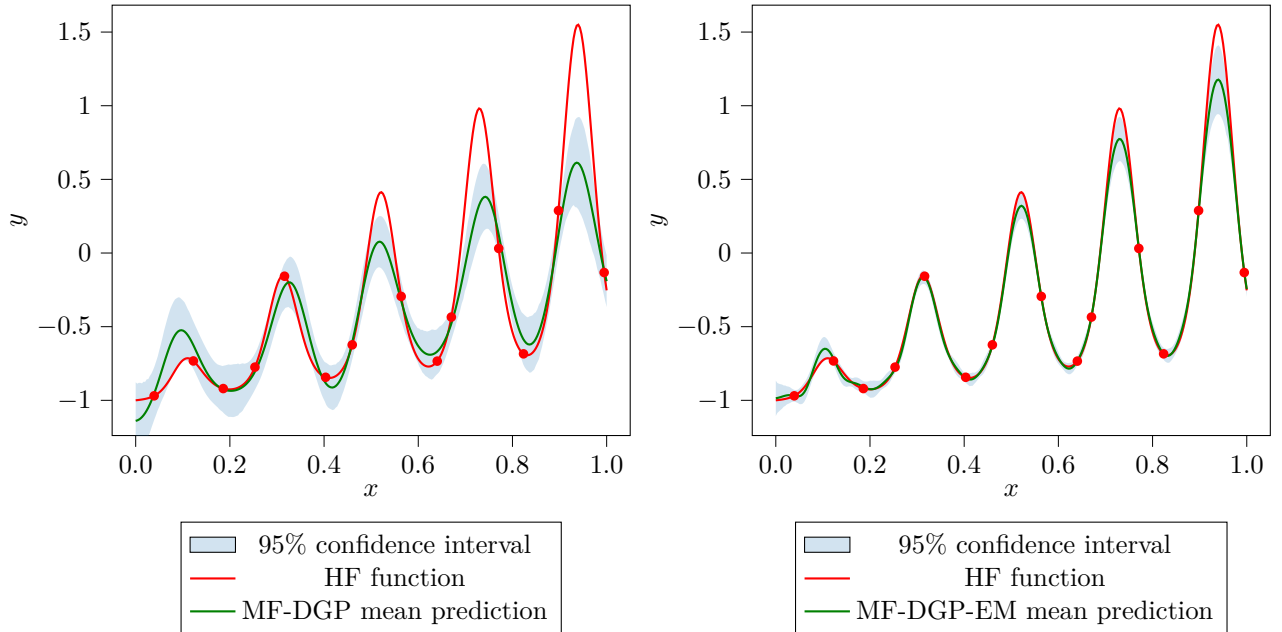 1.5
1
0.5
0
−0.5
−1
y
0.0 0.2 0.4 0.6 0.8 1.0
x
95% confidence interval
HF function
MF-DGP mean prediction
1.5
1
0.5
0
−0.5
−1
y
0.0 0.2 0.4 0.6 0.8 1.0
x
95% confidence interval
HF function
MF-DGP-EM mean prediction